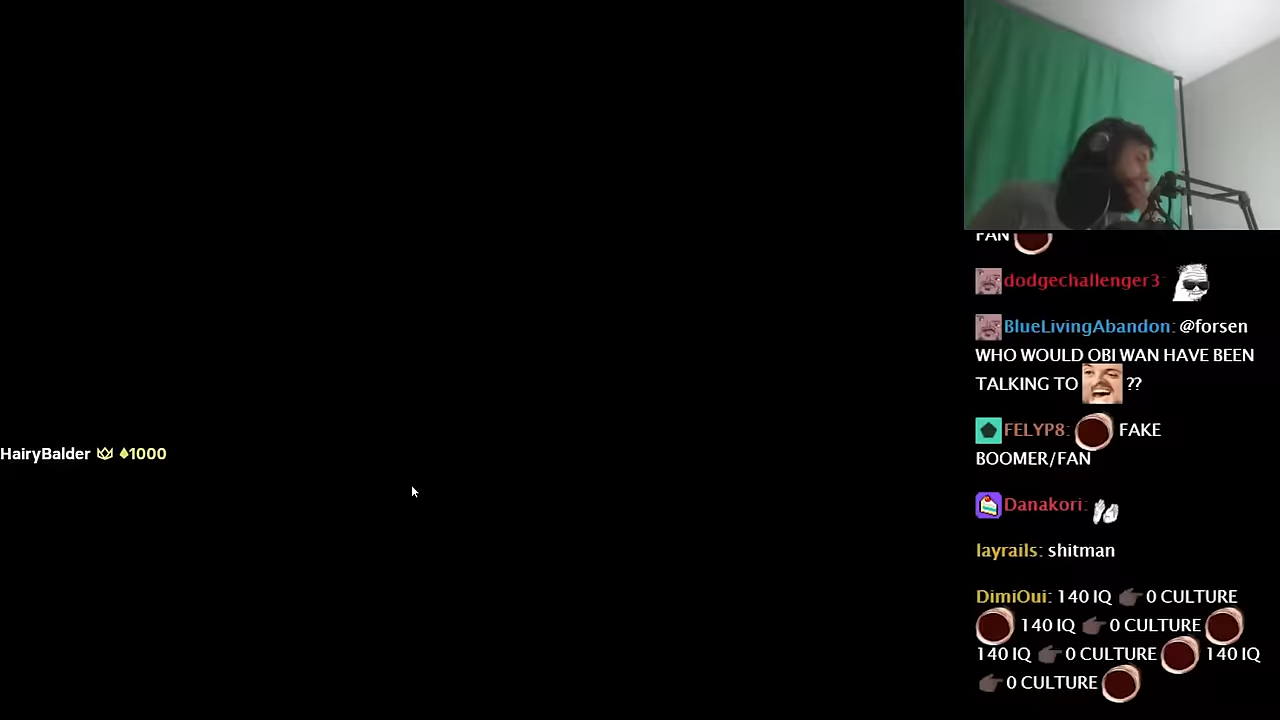 HairyBalder 1000
FAN
dodgechallenger3:
BlueLivingAbandon: @forsen
WHO WOULD OBI WAN HAVE BEEN
TALKING TO ??
FELYP8: FAKE
BOOMER/FAN
Danakori:
layrails: shitman
DimiOui: 140 IQ 0 CULTURE
140 IQ 0 CULTURE
140 IQ 0 CULTURE 140 IQ
0 CULTURE